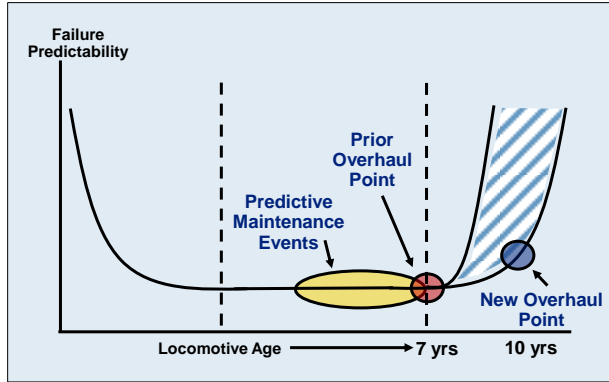 Failure
Predictability
Prior
Overhaul
Point
Predictive
Maintenance
Events
New Overhaul
Point
Locomotive Age
7 yrs
10 yrs